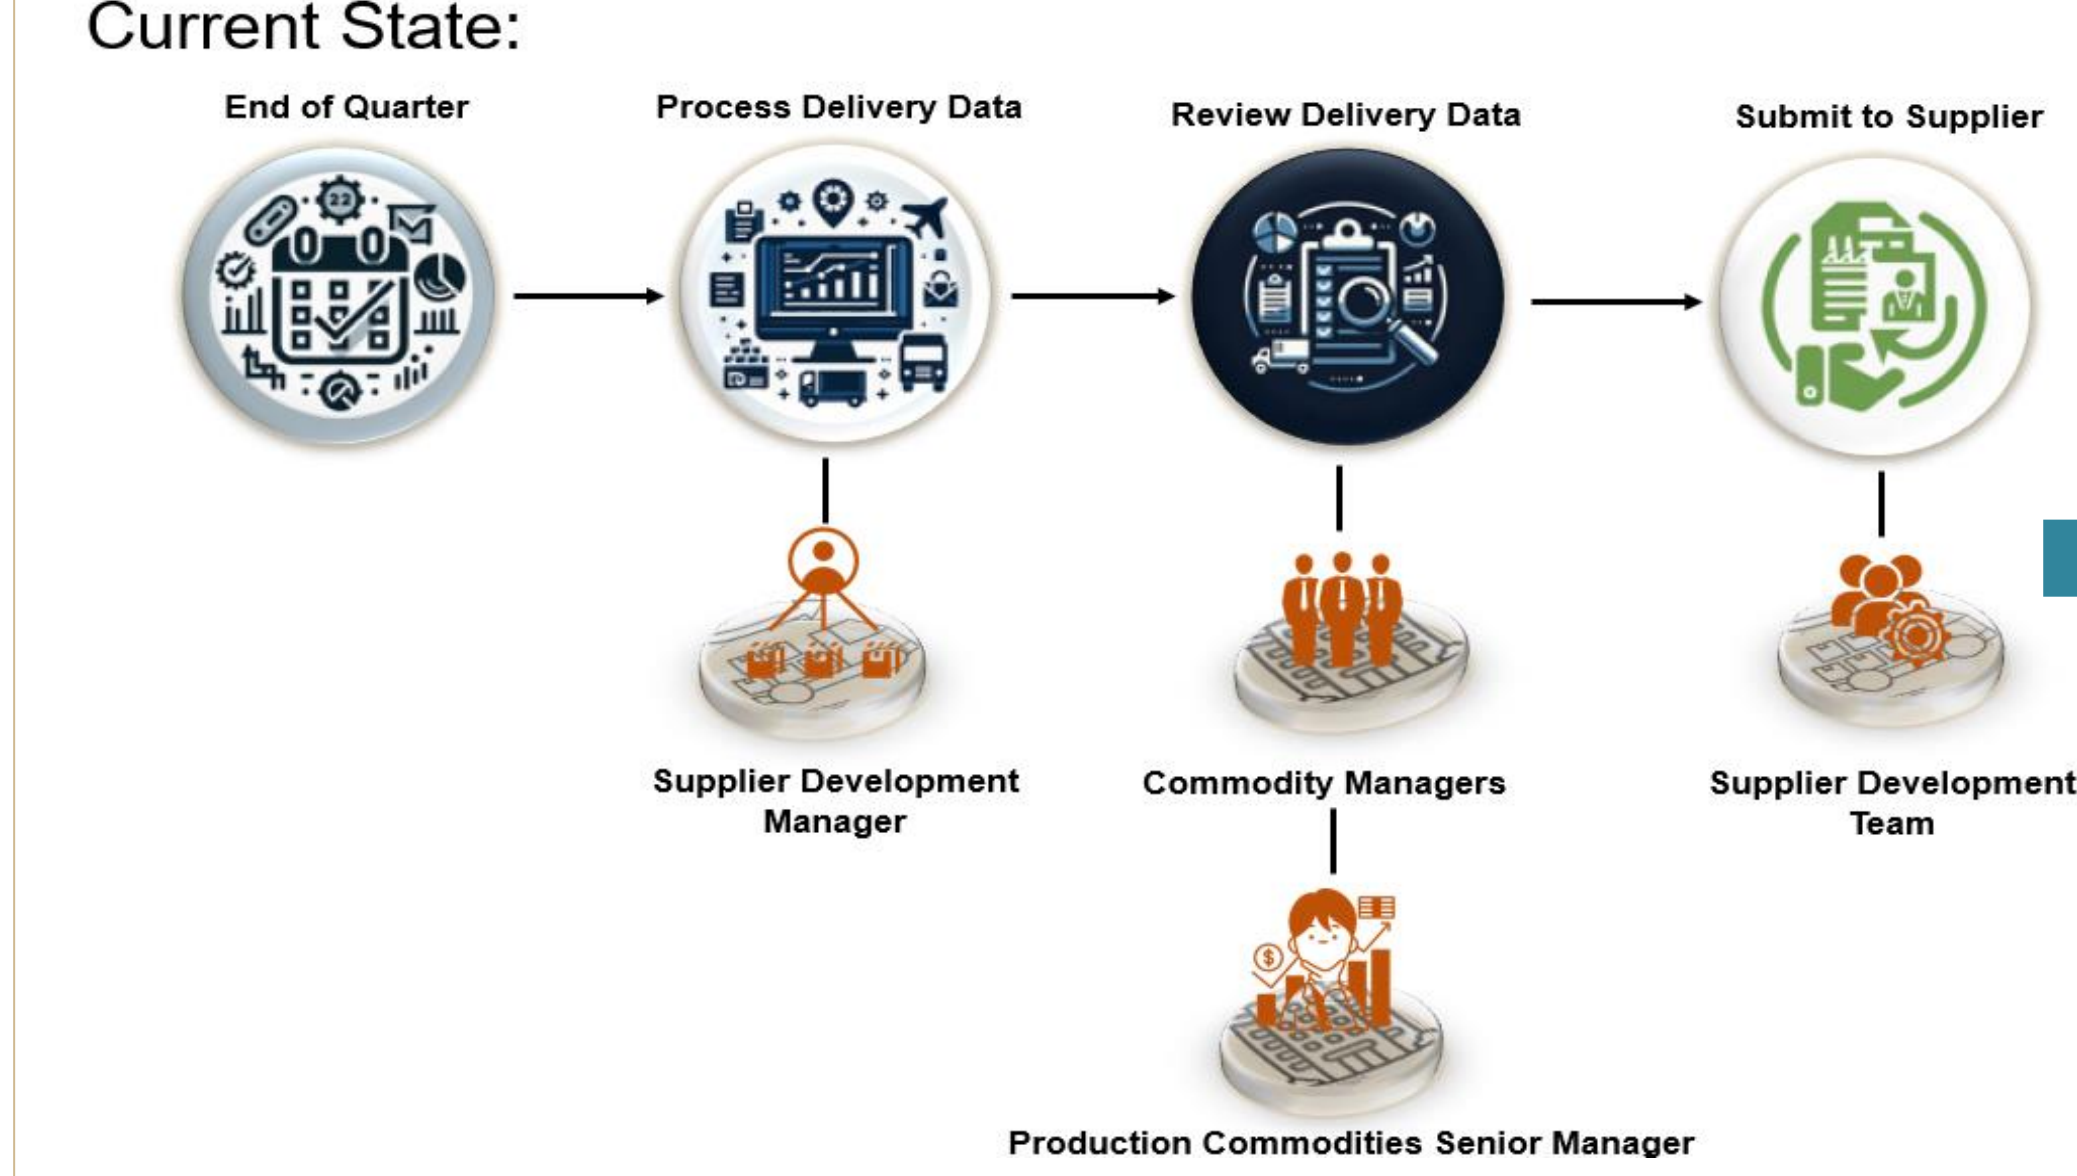 Current State:
End of Quarter
Process Delivery Data
Review Delivery Data
Submit to Supplier
22
Supplier Development
Manager
Commodity Managers
Supplier Development
Team
$
Production Commodities Senior Manager